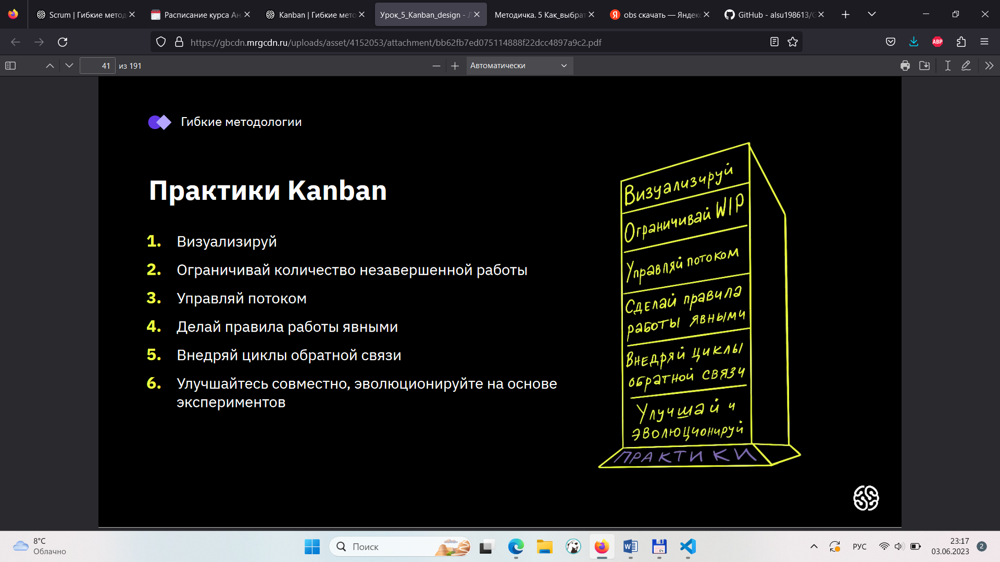 Scrum | Гибкие метод
Расписание курса Ан
Kanban | Гибкие мето
Урок_5_Kanban_design - Л
Методичка. 5 Как_выбрат
obs скачать — Яндекс
GitHub - alsu198613/G
https://gbcdn.mrgcdn.ru/uploads/asset/4152053/attachment/bb62fb7ed075114888f22dcc4897a9c2.pdf
ABP
41 из 191
Автоматически
Гибкие методологии
Практики Kanban
1. Визуализируй
2. Ограничивай количество незавершенной работы
3. Управляй потоком
4. Делай правила работы явными
5. Внедряй циклы обратной связи
6. Улучшайтесь совместно, эволюционируйте на основе
экспериментов
Визуализируй
Ограничивай WIP
Управляй потоком
Сделай правила
работы явными
Внедряй циклы
обратной связи
Улучшай и
эволюционируй
ПРАКТИКИ
8°C
Облачно
Поиск
64
РУС
23:17
03.06.2023
2